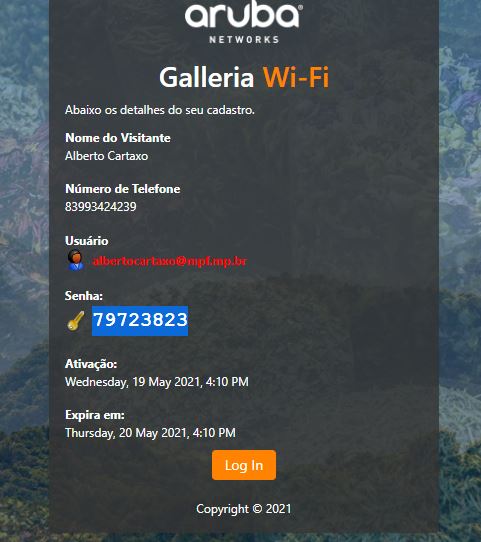 aruba
NETWORKS
Galleria Wi-Fi
Abaixo os detalhes do seu cadastro.
Nome do Visitante
Alberto Cartaxo
Número de Telefone
83993424239
Usuário
albertocartaxo@mpf.mp.br
Senha:
79723823
Ativação:
Wednesday, 19 May 2021, 4:10 PM
Expira em:
Thursday, 20 May 2021, 4:10 PM
Log In
Copyright © 2021